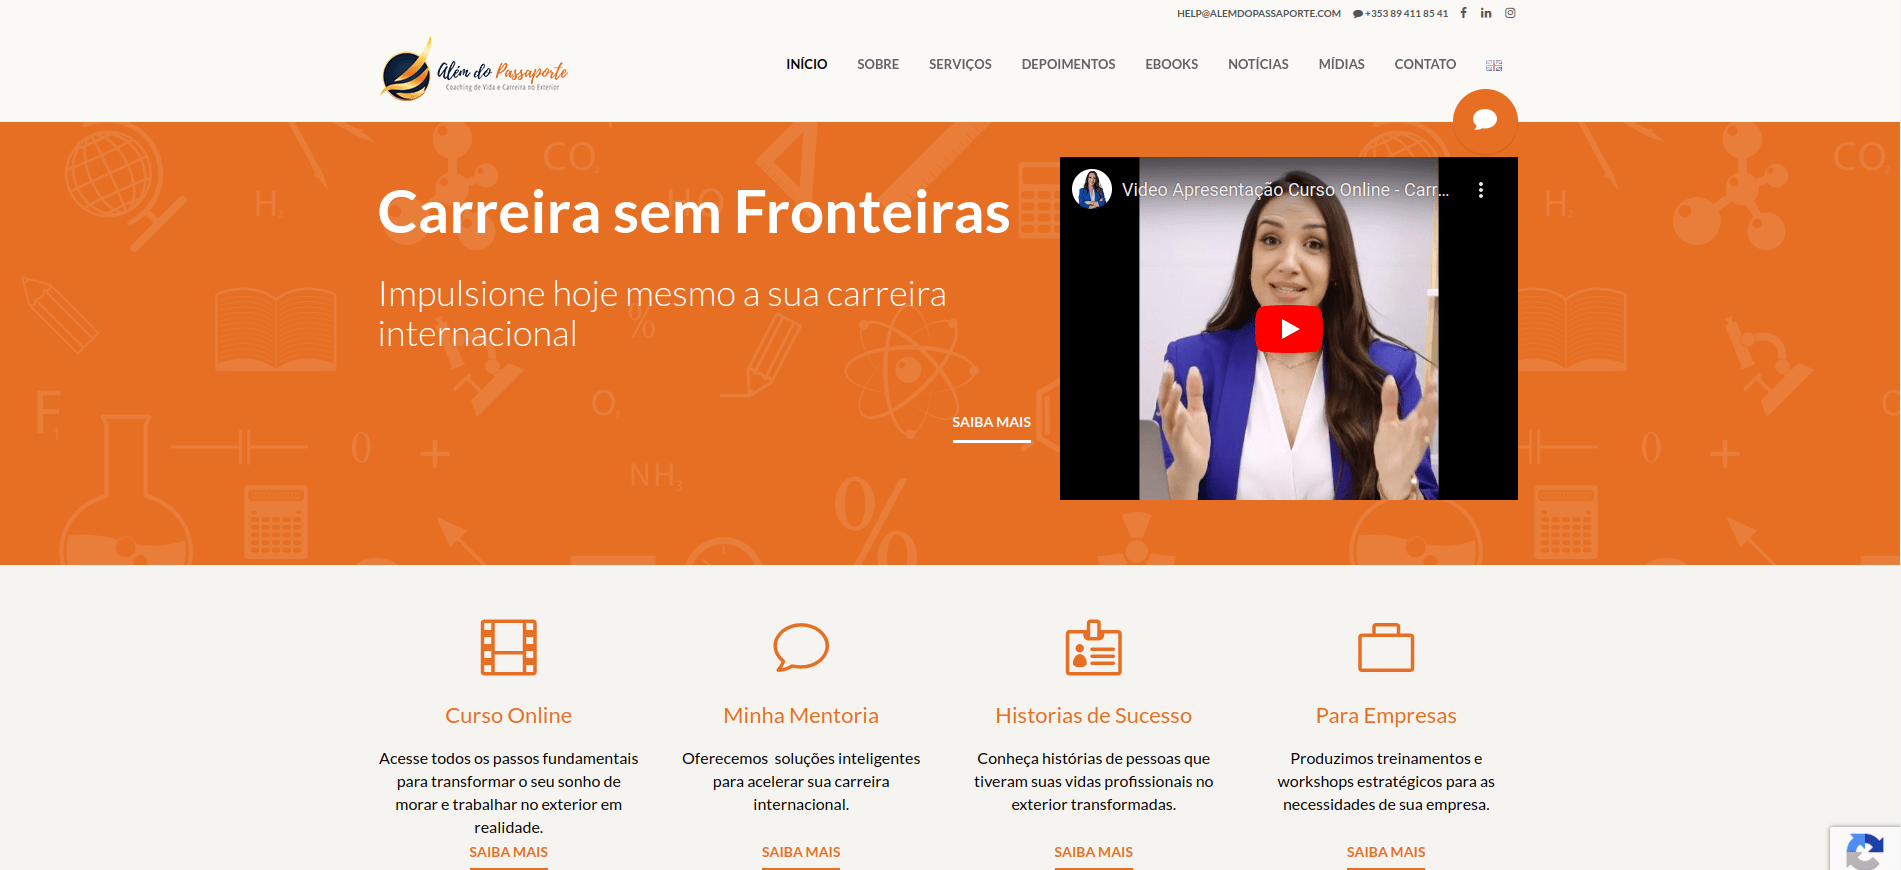 HELP@ALEMDOPASSAPORTE.COM +353 89 411 85 41
Além do Passaporte
Coaching de Vida e Carreira no Exterior
INÍCIO SOBRE SERVIÇOS DEPOIMENTOS EBOOKS NOTÍCIAS MÍDIAS CONTATO
Carreira sem Fronteiras
Impulsione hoje mesmo a sua carreira
internacional
SAIBA MAIS
Video Apresentação Curso Online - Carr...
Curso Online
Acesse todos os passos fundamentais
para transformar o seu sonho de
morar e trabalhar no exterior em
realidade.
SAIBA MAIS
Minha Mentoria
Oferecemos soluções inteligentes
para acelerar sua carreira
internacional.
SAIBA MAIS
Historias de Sucesso
Conheça histórias de pessoas que
tiveram suas vidas profissionais no
exterior transformadas.
SAIBA MAIS
Para Empresas
Produzimos treinamentos e
workshops estratégicos para as
necessidades de sua empresa.
SAIBA MAIS